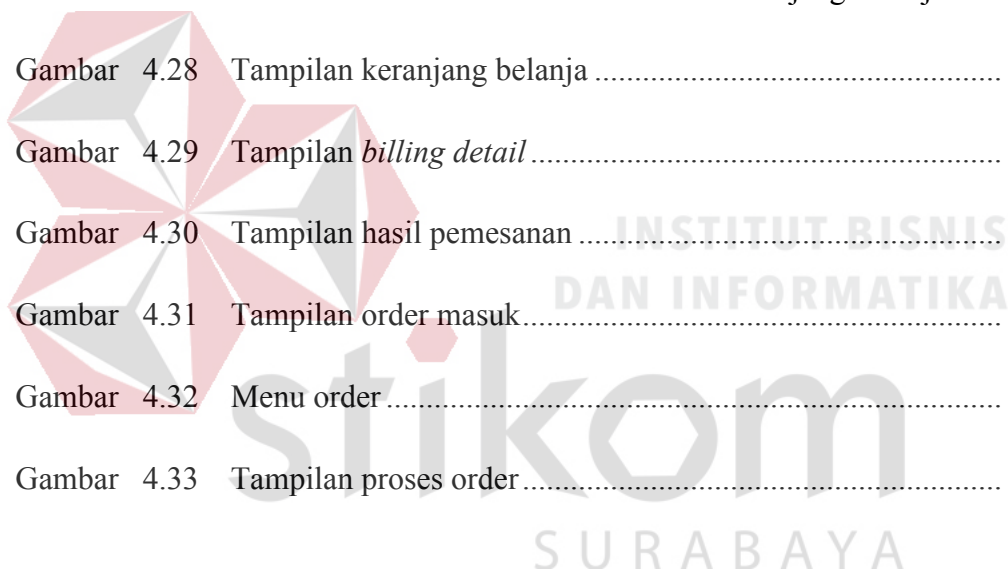 Gambar 4.28 Tampilan keranjang belanja ....................................................
Gambar 4.29 Tampilan billing detail ............................................................
Gambar 4.30 Tampilan hasil pemesanan ......................................................
INSTITUT BISNIS
DAN INFORMATIKA
Gambar 4.31 Tampilan order masuk .............................................................
Gambar 4.32 Menu order ...............................................................................
stikom
Gambar 4.33 Tampilan proses order .............................................................
SURABAYA